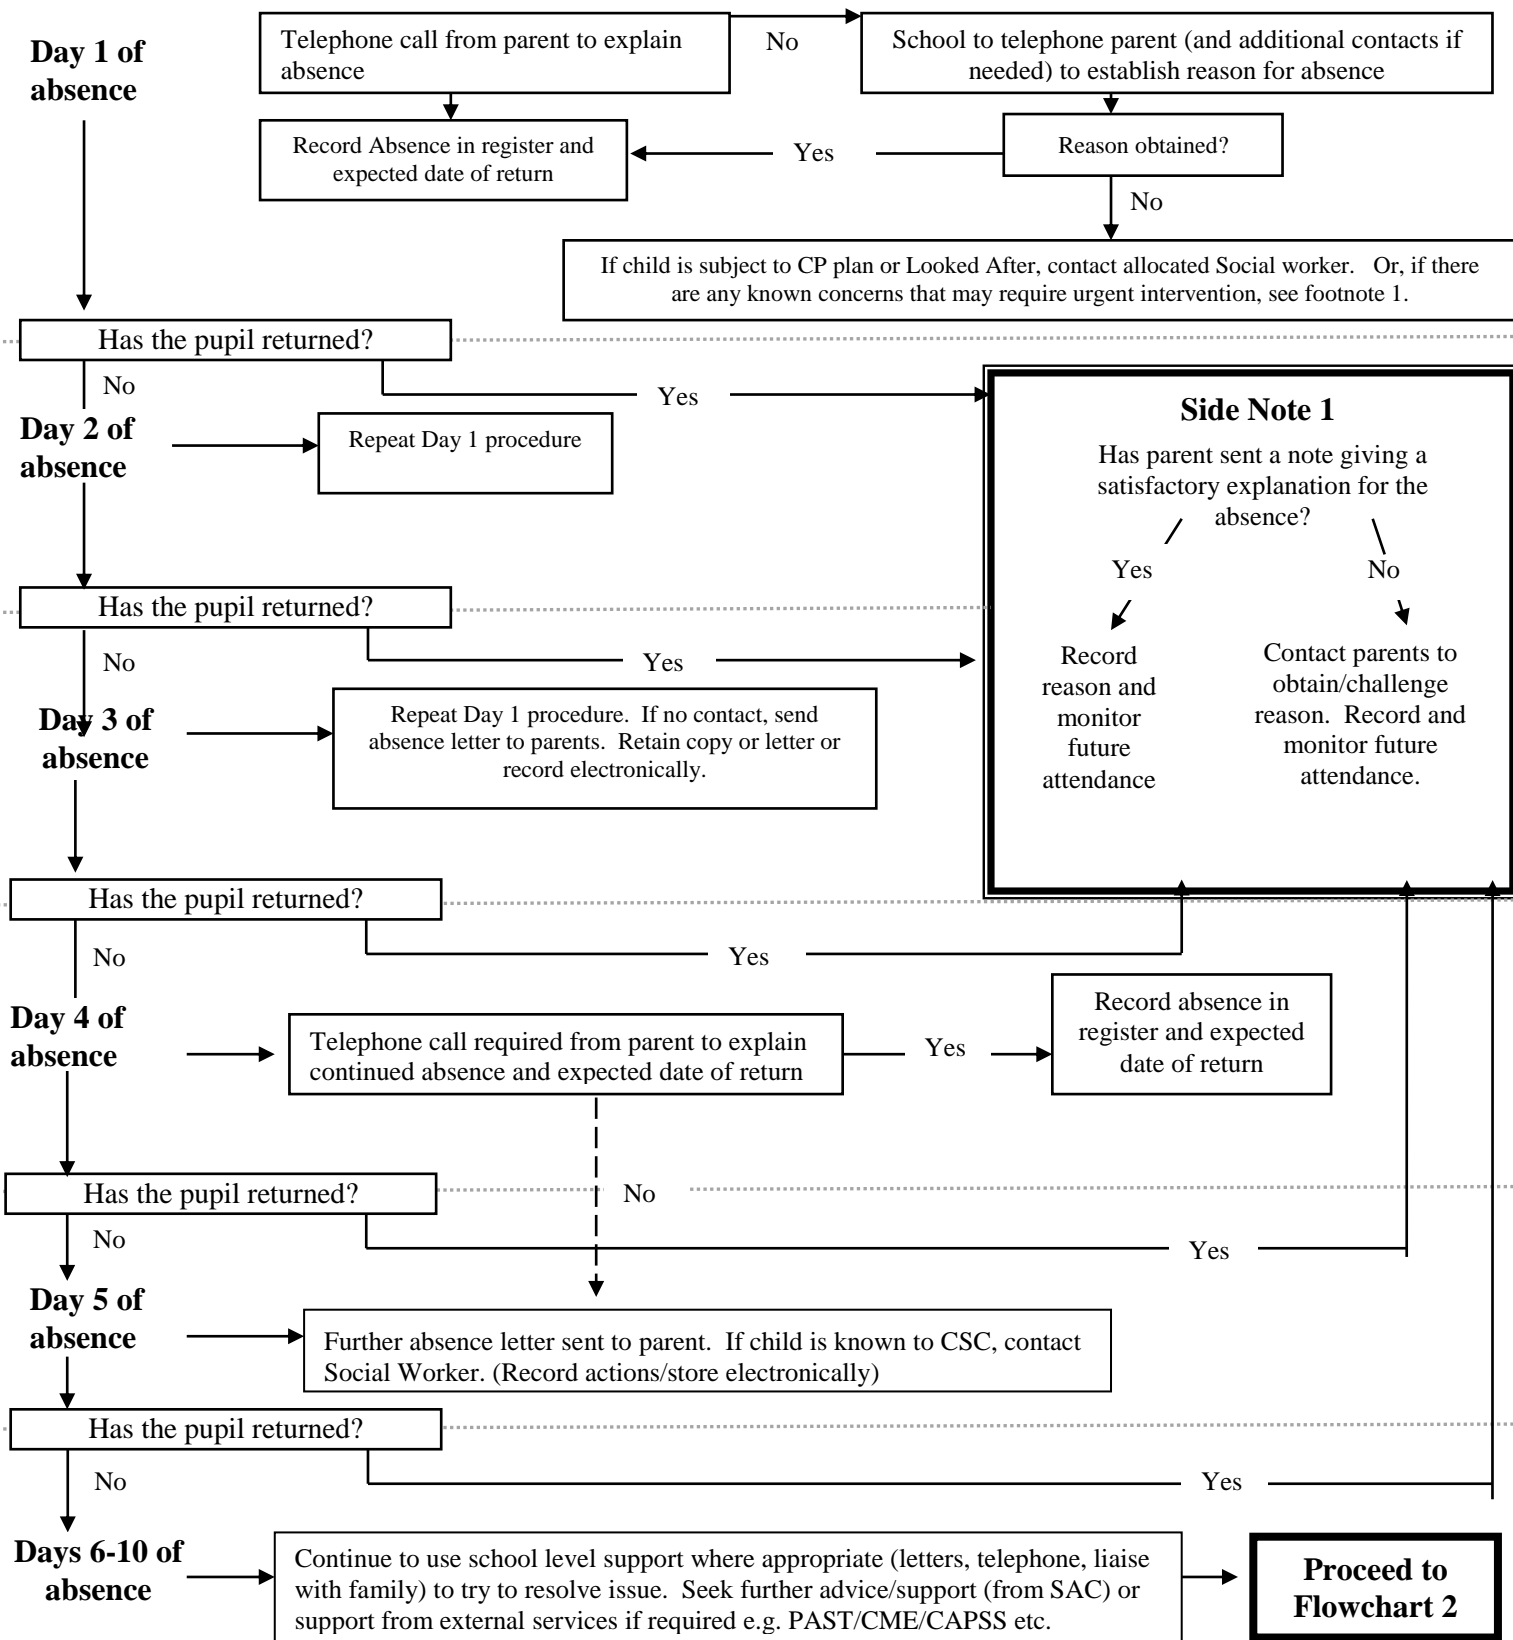 Day 1 of
absence
Telephone call from parent to explain
absence
No
School to telephone parent (and additional contacts if
needed) to establish reason for absence
Record Absence in register and
expected date of return
Yes
Reason obtained?
No
If child is subject to CP plan or Looked After, contact allocated Social worker.   Or, if there
are any known concerns that may require urgent intervention, see footnote 1.
Has the pupil returned?
No
Yes
Day 2 of
absence
Repeat Day 1 procedure
Side Note 1
Has parent sent a note giving a
satisfactory explanation for the
absence?
Yes
No
Record
reason and
monitor
future
attendance
Contact parents to
obtain/challenge
reason.  Record and
monitor future
attendance.
Has the pupil returned?
No
Yes
Day 3 of
absence
Repeat Day 1 procedure.  If no contact, send
absence letter to parents.  Retain copy or letter or
record electronically.
Has the pupil returned?
No
Yes
Day 4 of
absence
Telephone call required from parent to explain
continued absence and expected date of return
Yes
Record absence in
register and expected
date of return
Has the pupil returned?
No
No
Yes
Day 5 of
absence
Further absence letter sent to parent.  If child is known to CSC, contact
Social Worker. (Record actions/store electronically)
Has the pupil returned?
No
Yes
Days 6-10 of
absence
Continue to use school level support where appropriate (letters, telephone, liaise
with family) to try to resolve issue.  Seek further advice/support (from SAC) or
support from external services if required e.g. PAST/CME/CAPSS etc.
Proceed to
Flowchart 2